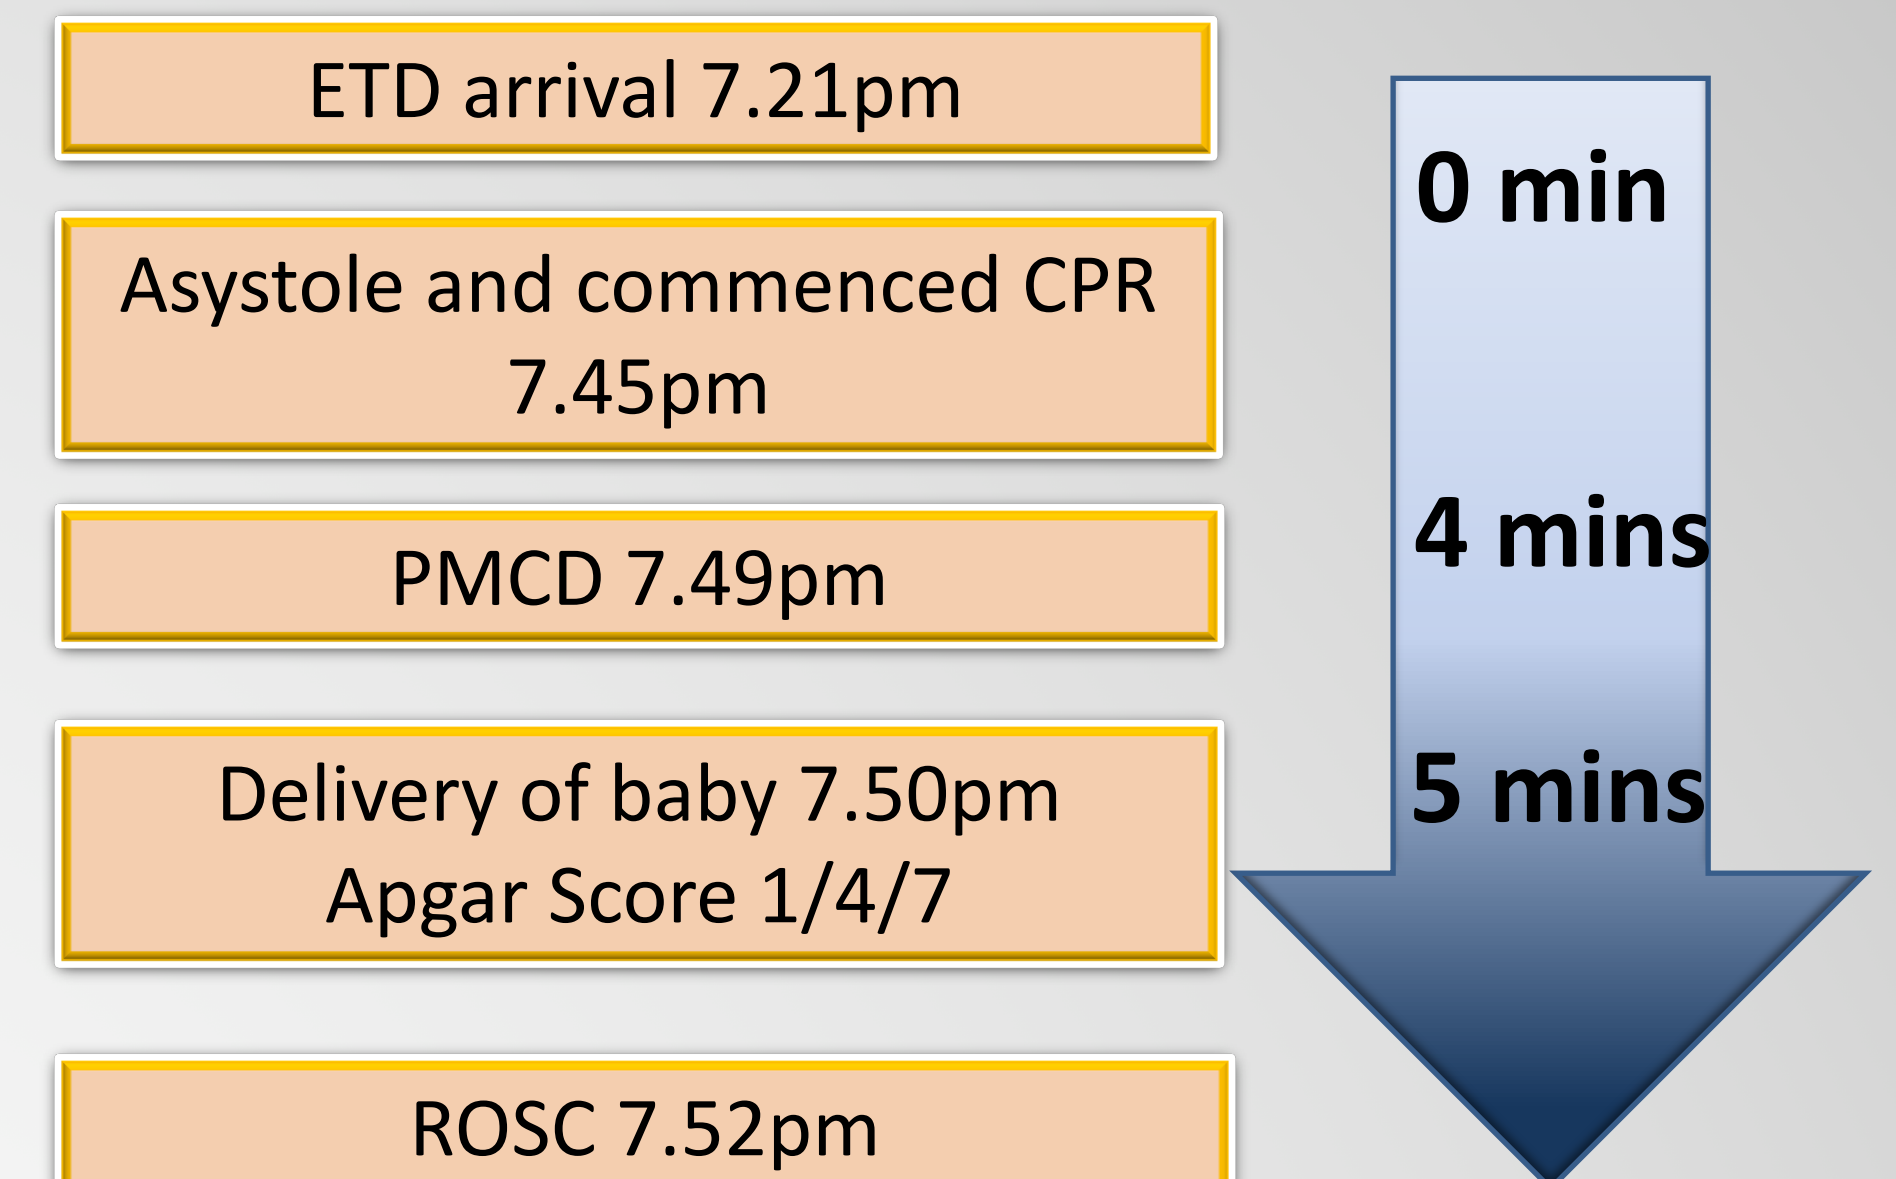 ETD arrival 7.21pm
Asystole and commenced CPR
7.45pm
PMCD 7.49pm
Delivery of baby 7.50pm
Apgar Score 1/4/7
ROSC 7.52pm
0 min
4 mins
5 mins